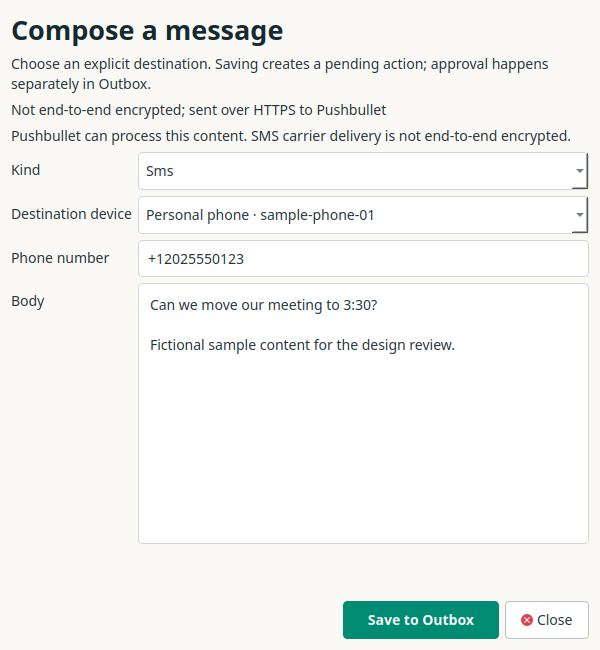 Compose a message
Choose an explicit destination. Saving creates a pending action; approval happens
separately in Outbox.
Not end-to-end encrypted; sent over HTTPS to Pushbullet
Pushbullet can process this content. SMS carrier delivery is not end-to-end encrypted.
Kind
Sms
Destination device
Personal phone · sample-phone-01
Phone number
+12025550123
Body
Can we move our meeting to 3:30?
Fictional sample content for the design review.
Save to Outbox
Close